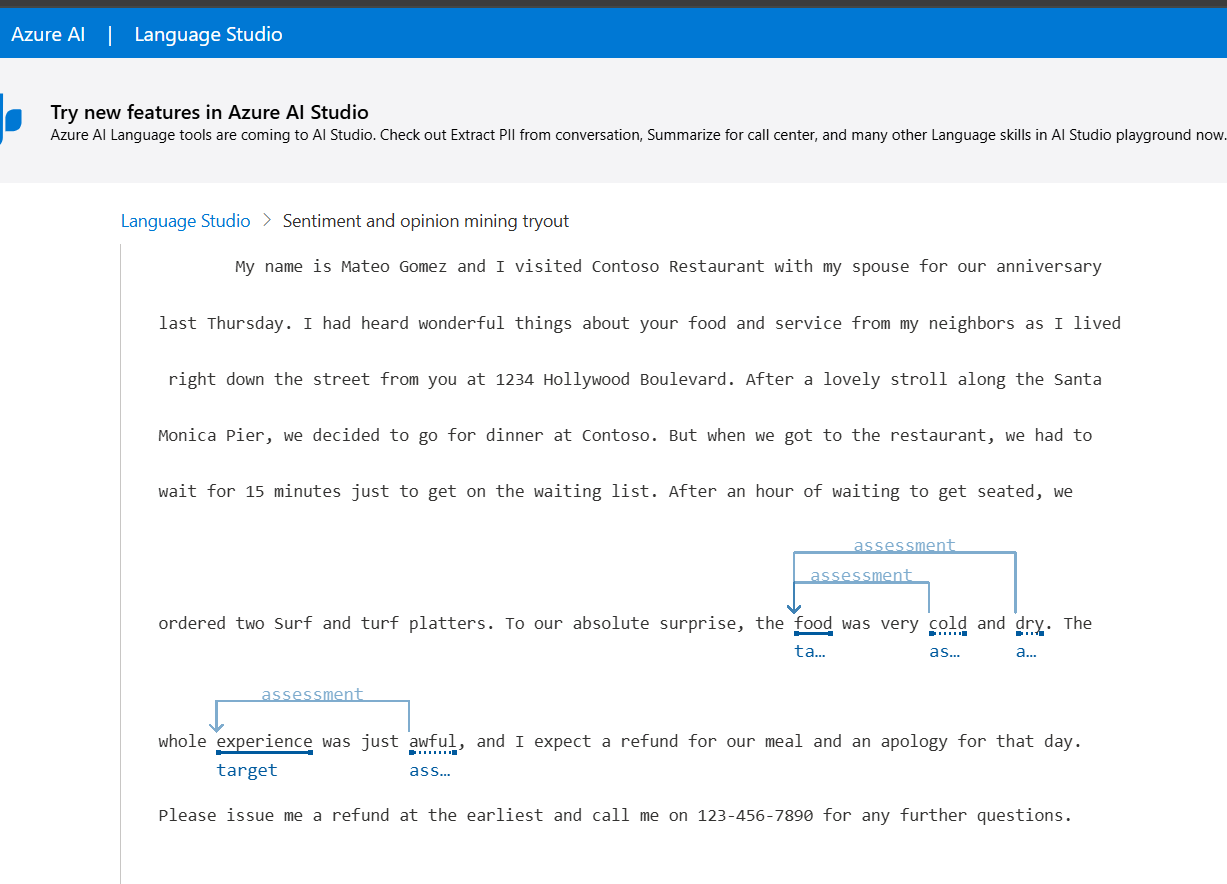 Azure AI | Language Studio
Try new features in Azure AI Studio
Azure AI Language tools are coming to AI Studio. Check out Extract PII from conversation, Summarize for call center, and many other Language skills in AI Studio playground now.
Language Studio > Sentiment and opinion mining tryout
My name is Mateo Gomez and I visited Contoso Restaurant with my spouse for our anniversary
last Thursday. I had heard wonderful things about your food and service from my neighbors as I lived
right down the street from you at 1234 Hollywood Boulevard. After a lovely stroll along the Santa
Monica Pier, we decided to go for dinner at Contoso. But when we got to the restaurant, we had to
wait for 15 minutes just to get on the waiting list. After an hour of waiting to get seated, we
assessment
assessment
ordered two Surf and turf platters. To our absolute surprise, the food was very cold and dry. The
ta... as... a...
assessment
whole experience was just awful, and I expect a refund for our meal and an apology for that day.
target ass...
Please issue me a refund at the earliest and call me on 123-456-7890 for any further questions.